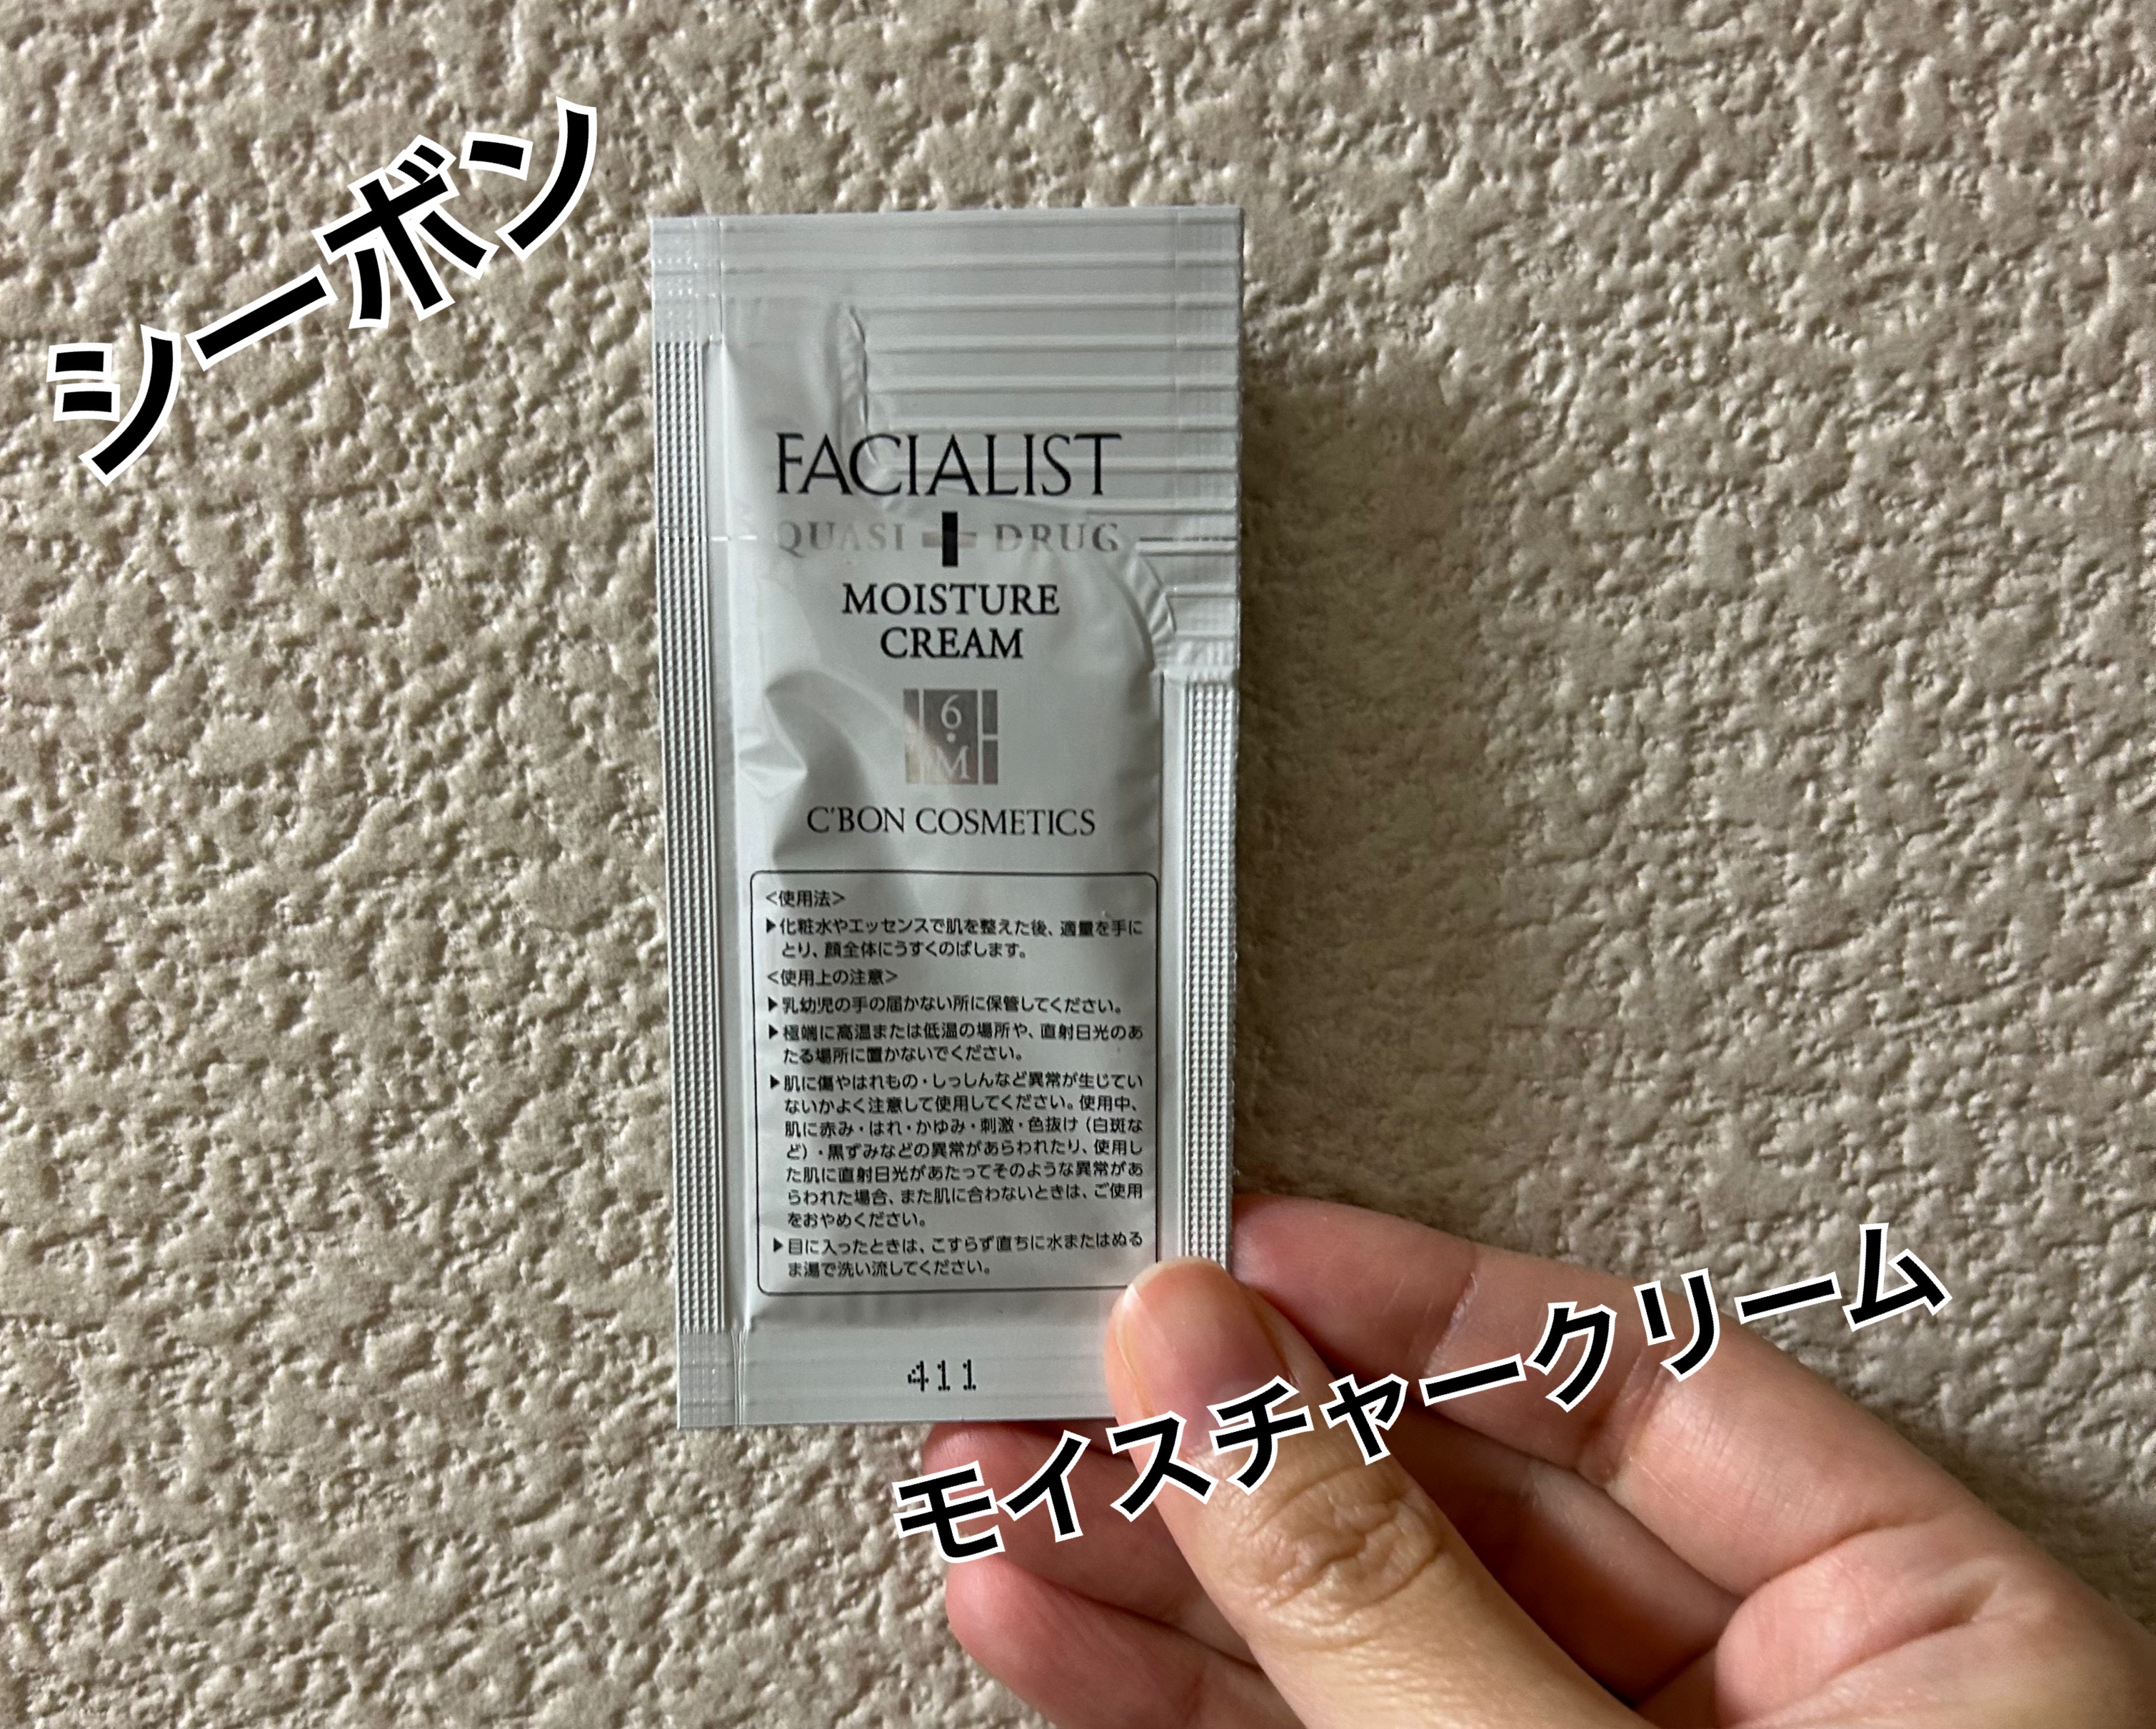 シーボン
FACIALIST
QUASI DRUG
MOISTURE
CREAM
6
M
C'BON COSMETICS
<使用法>
▶化粧水やエッセンスで肌を整えた後、適量を手に
とり、顔全体にうすくのばします。
<使用上の注意>
▶乳幼児の手の届かない所に保管してください。
▶極端に高温または低温の場所や、直射日光のあ
たる場所に置かないでください。
▶肌に傷やはれもの・しっしんなど異常が生じてい
ないかよく注意して使用してください。使用中、
肌に赤み・はれ・かゆみ・刺激・色抜け(白斑な
ど)・黒ずみなどの異常があらわれたり、使用し
た肌に直射日光があたってそのような異常があ
らわれた場合、また肌に合わないときは、ご使用
をおやめください。
▶目に入ったときは、こすらず直ちに水またはぬる
ま湯で洗い流してください。
411
モイスチャークリーム